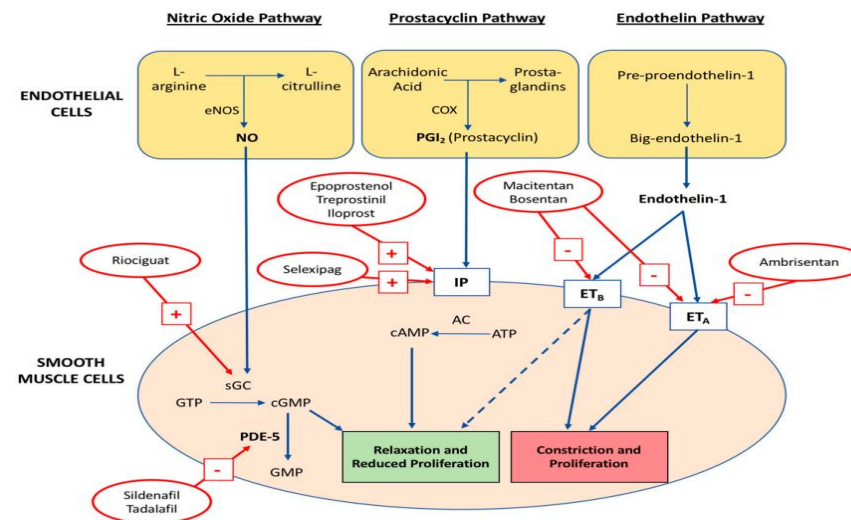 Nitric Oxide Pathway
Prostacyclin Pathway
Endothelin Pathway
ENDOTHELIAL
CELLS
L-
arginine
L-
citrulline
eNOS
NO
Arachidonic
Acid
Prosta-
glandins
COX
PGI₂ (Prostacyclin)
Pre-proendothelin-1
Big-endothelin-1
Endothelin-1
Epoprostenol
Treprostinil
Iloprost
Macitentan
Bosentan
Riociguat
Selexipag
Ambrisentan
+
+
+
-
-
-
IP
ET_B
ET_A
SMOOTH
MUSCLE CELLS
AC
cAMP
ATP
sGC
GTP
cGMP
PDE-5
GMP
-
Sildenafil
Tadalafil
Relaxation and
Reduced Proliferation
Constriction and
Proliferation